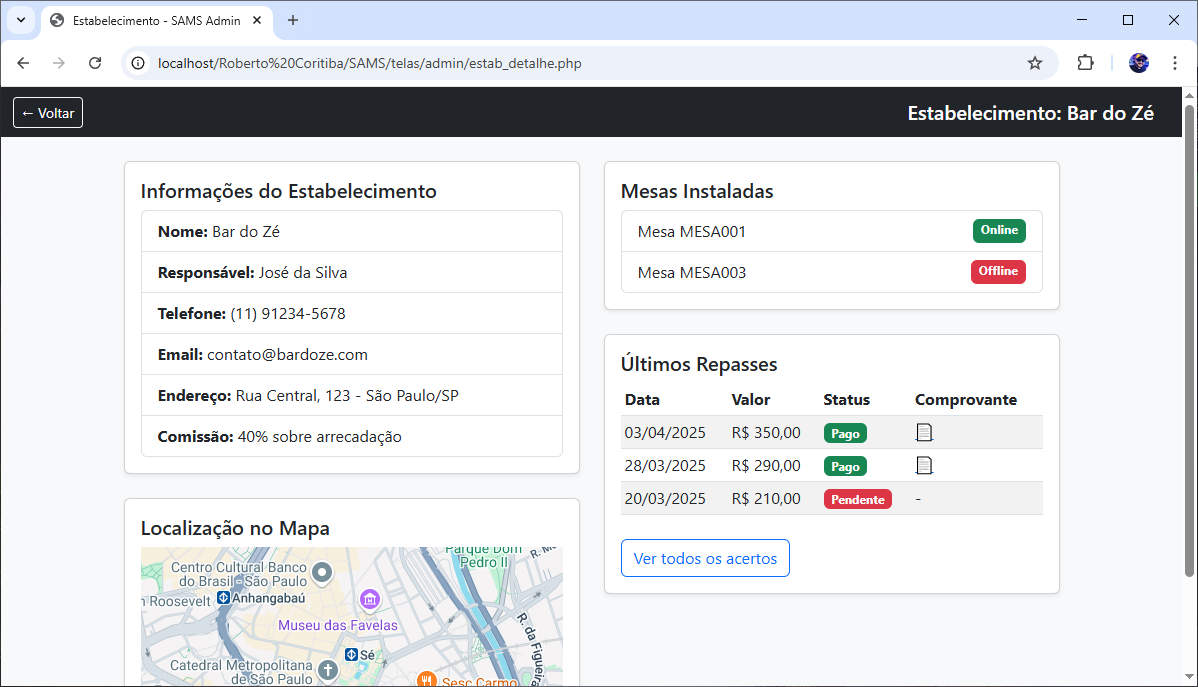 Estabelecimento - SAMS Admin
localhost/Roberto%20Coritiba/SAMS/telas/admin/estab_detalhe.php
← Voltar
Estabelecimento: Bar do Zé
Informações do Estabelecimento
Nome: Bar do Zé
Responsável: José da Silva
Telefone: (11) 91234-5678
Email: contato@bardoze.com
Endereço: Rua Central, 123 - São Paulo/SP
Comissão: 40% sobre arrecadação
Localização no Mapa
Centro Cultural Banco
do Brasil - São Paulo
n Roosevelt
Anhangabaú
Museu das Favelas
Sé
Catedral Metropolitana
de São Paulo
Parque Dom
Pedro II
R. da Figueira
Sesc Carmo
Mesas Instaladas
Mesa MESA001 Online
Mesa MESA003 Offline
Últimos Repasses
Data Valor Status Comprovante
03/04/2025 R$ 350,00 Pago
28/03/2025 R$ 290,00 Pago
20/03/2025 R$ 210,00 Pendente -
Ver todos os acertos